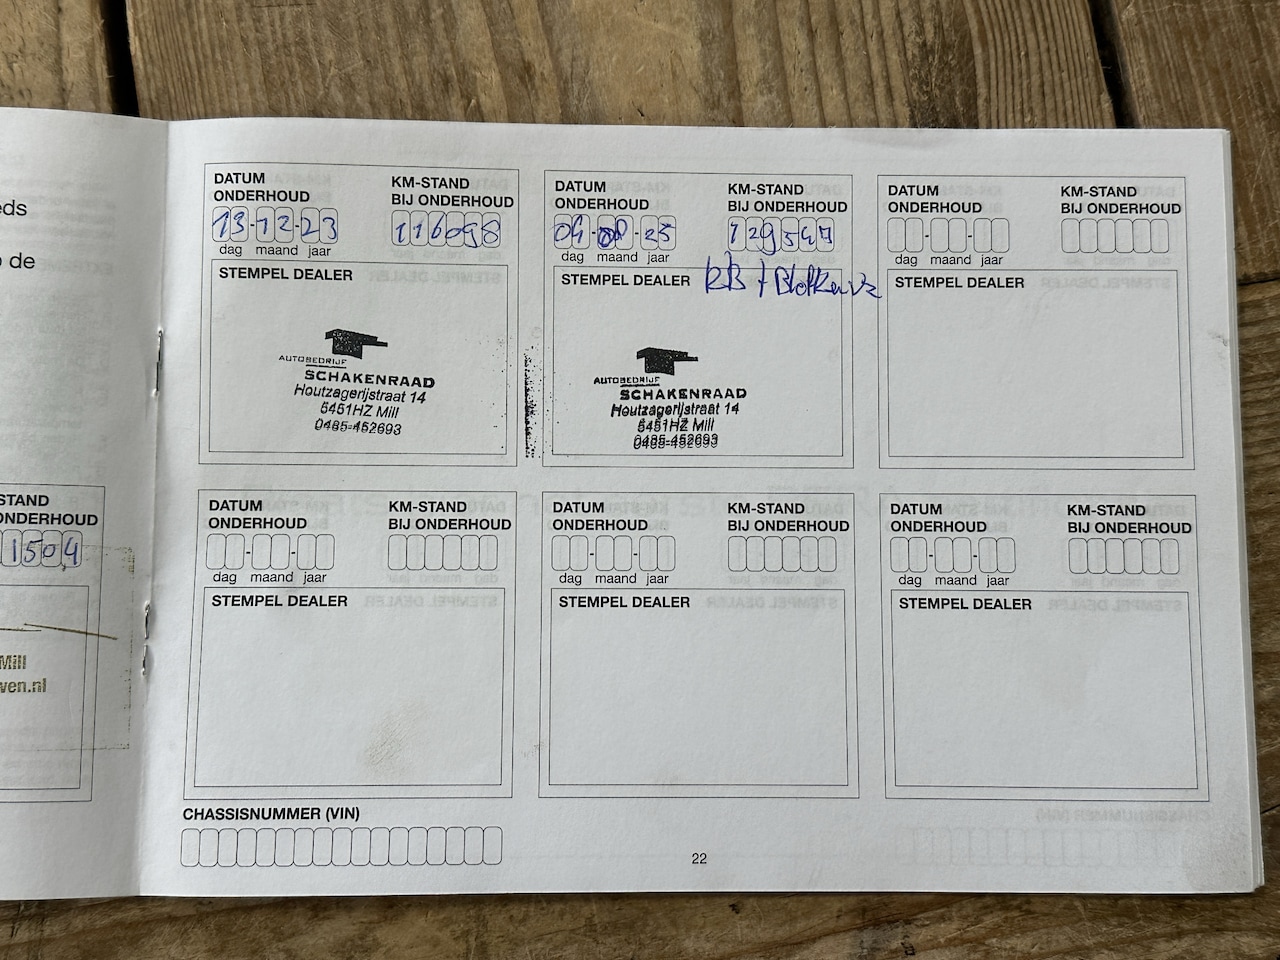 eds
o de
STAND
ONDERHOUD
1504
Mill
ven.nl
DATUM
ONDERHOUD
KM-STAND
BIJ ONDERHOUD
13-12-23
116098
dag maand jaar
STEMPEL DEALER
AUTOBEDRIJF
SCHAKENRAAD
Houtzagerijstraat 14
5451HZ Mill
0485-452693
DATUM
ONDERHOUD
KM-STAND
BIJ ONDERHOUD
04-08-25
129547
dag maand jaar
STEMPEL DEALER
AUTOBEDRIJF
SCHAKENRAAD
Houtzagerijstraat 14
5451HZ Mill
0485-452693
DATUM
ONDERHOUD
KM-STAND
BIJ ONDERHOUD
dag maand jaar
STEMPEL DEALER
DATUM
ONDERHOUD
KM-STAND
BIJ ONDERHOUD
dag maand jaar
STEMPEL DEALER
DATUM
ONDERHOUD
KM-STAND
BIJ ONDERHOUD
dag maand jaar
STEMPEL DEALER
DATUM
ONDERHOUD
KM-STAND
BIJ ONDERHOUD
dag maand jaar
STEMPEL DEALER
CHASSISNUMMER (VIN)
22